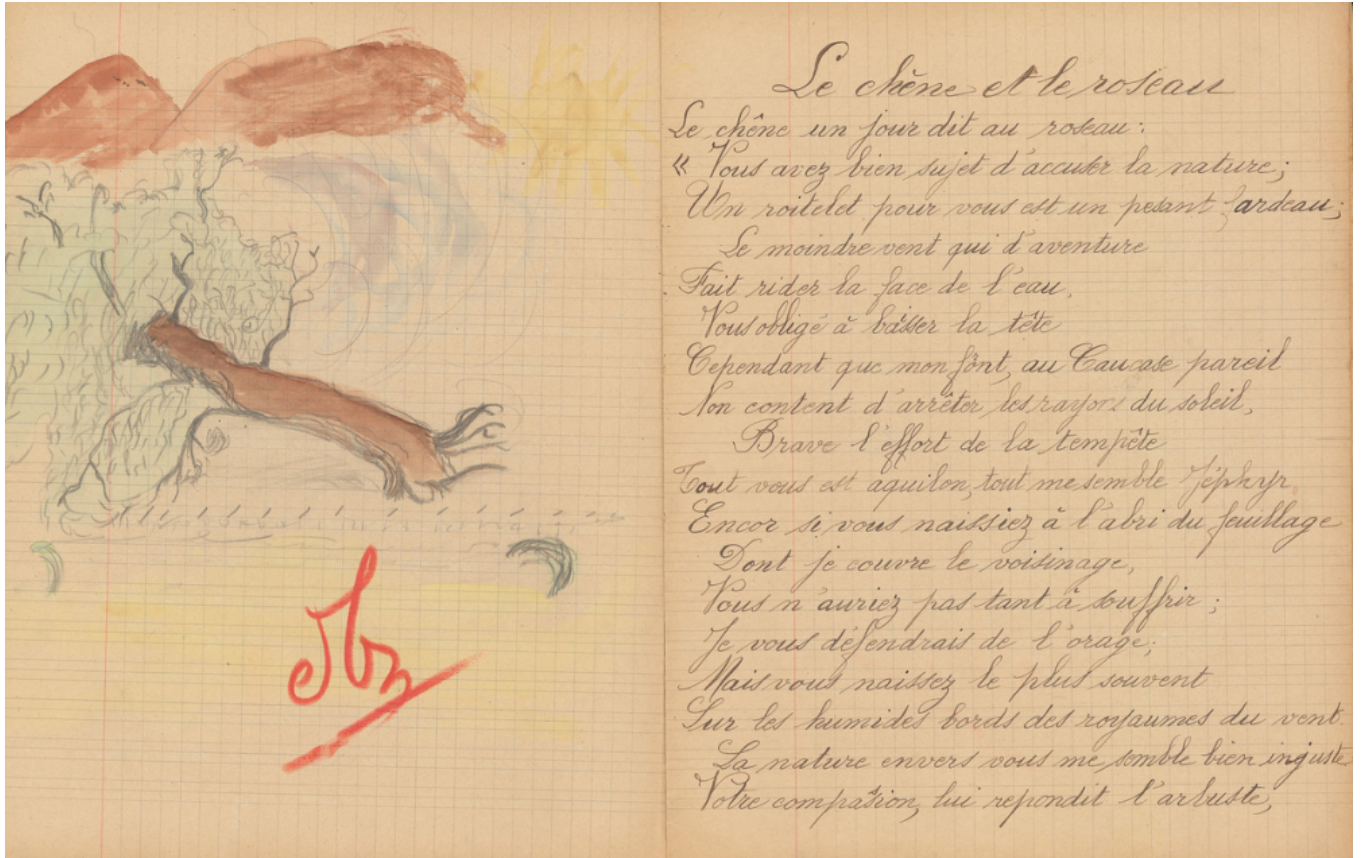 Le chêne et le roseau
Le chêne un jour dit au roseau :
« Vous avez bien sujet d'accuser la nature ;
Un roitelet pour vous est un pesant fardeau ;
Le moindre vent qui d'aventure
Fait rider la face de l'eau,
Vous obligé à baisser la tête
Cependant que mon front, au Caucase pareil
Non content d'arrêter les rayons du soleil,
Brave l'effort de la tempête
Tout vous est aquilon, tout me semble Zéphyr
Encor si vous naissiez à l'abri du feuillage
Dont je couvre le voisinage,
Vous n'auriez pas tant à souffrir ;
Je vous défendrais de l'orage ;
Mais vous naissez le plus souvent
Sur les humides bords des royaumes du vent.
La nature envers vous me semble bien injuste
Votre compassion, lui repondit l'arbuste,